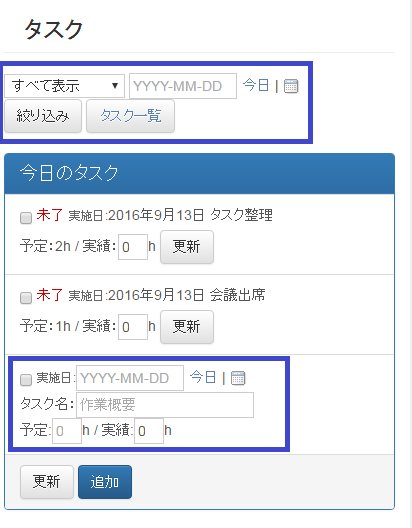 タスク
すべて表示 YYYY-MM-DD 今日 |
絞り込み タスク一覧
今日のタスク
未了 実施日:2016年9月13日 タスク整理
予定:2h / 実績: 0 h 更新
未了 実施日:2016年9月13日 会議出席
予定:1h / 実績: 0 h 更新
実施日: YYYY-MM-DD 今日 |
タスク名: 作業概要
予定: 0 h / 実績: 0 h
更新 追加